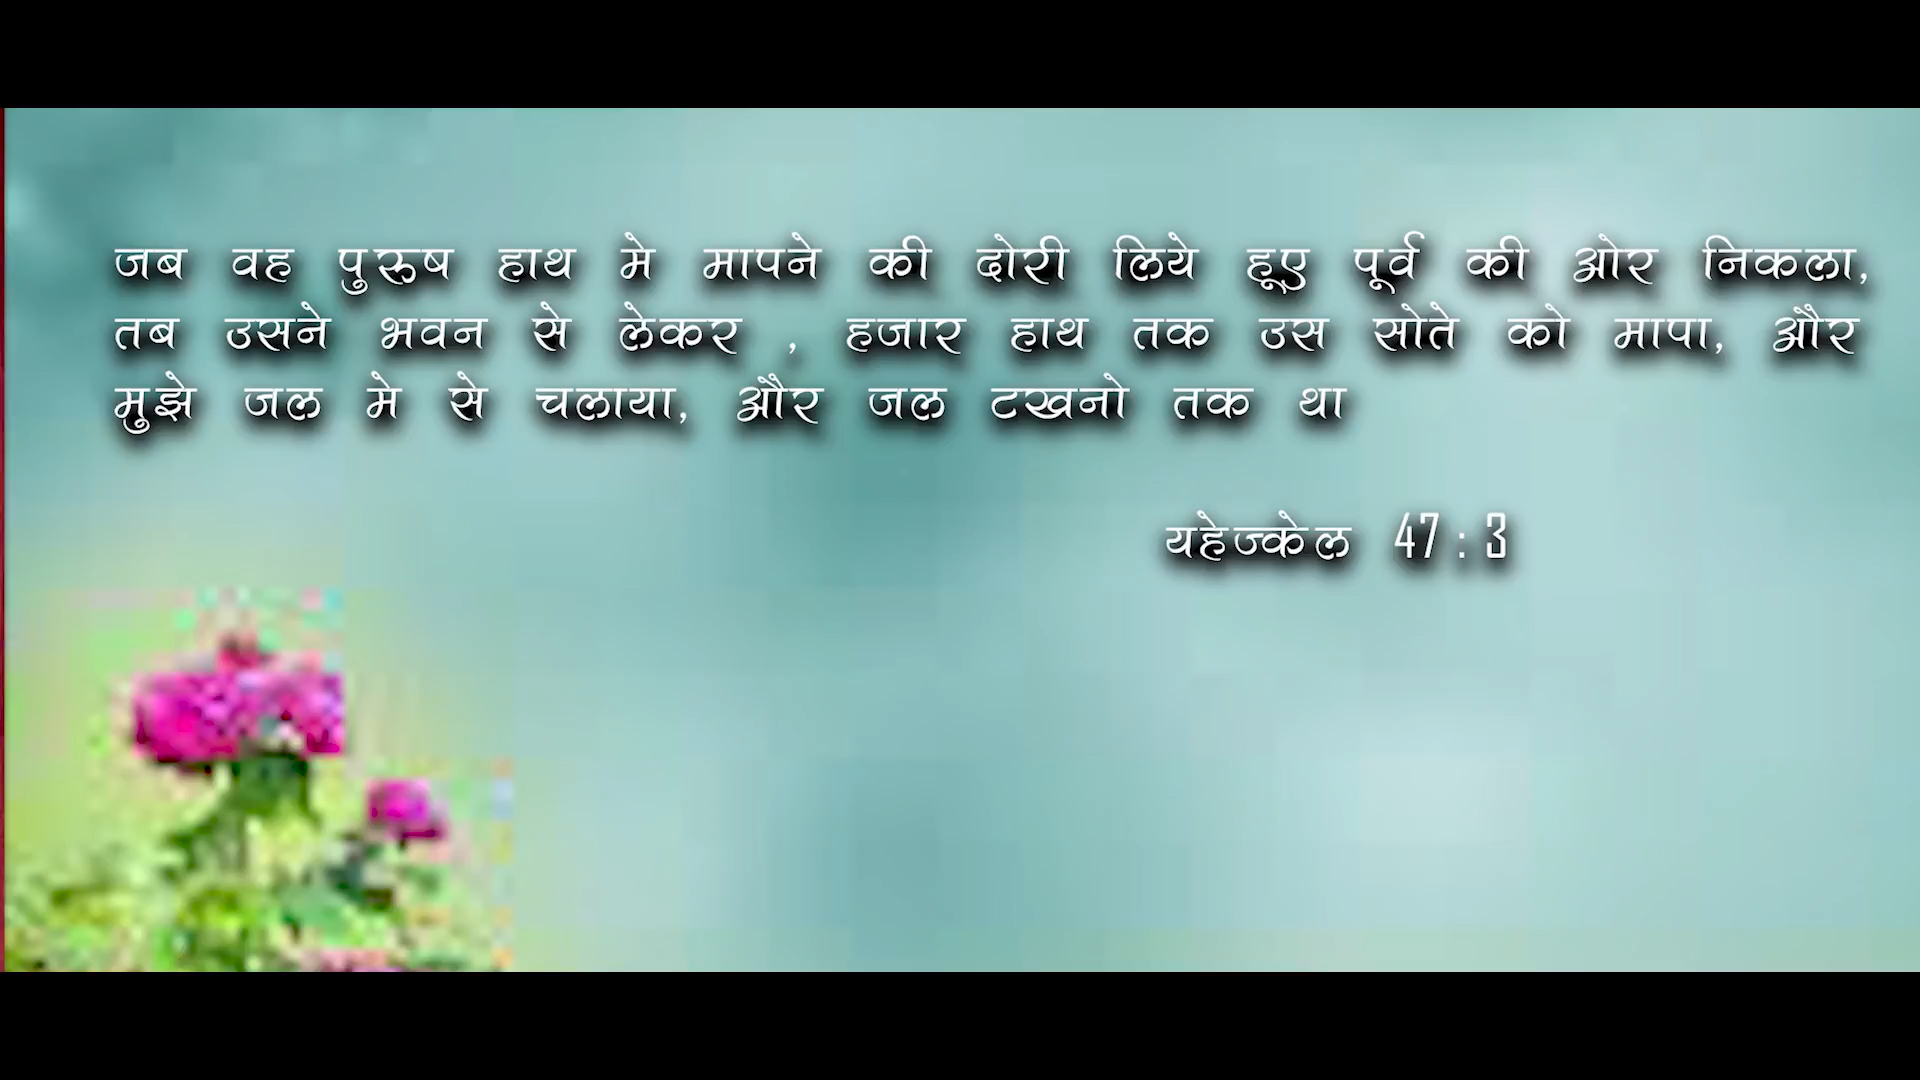 जब वह पुरुष हाथ मे मापने की दोरी लिये हूए पूर्व की ओर निकला,
तब उसने भवन से लेकर , हजार हाथ तक उस सोते को मापा, और
मुझे जल मे से चलाया, और जल टखनो तक था
यहेज्केल 47 : 3